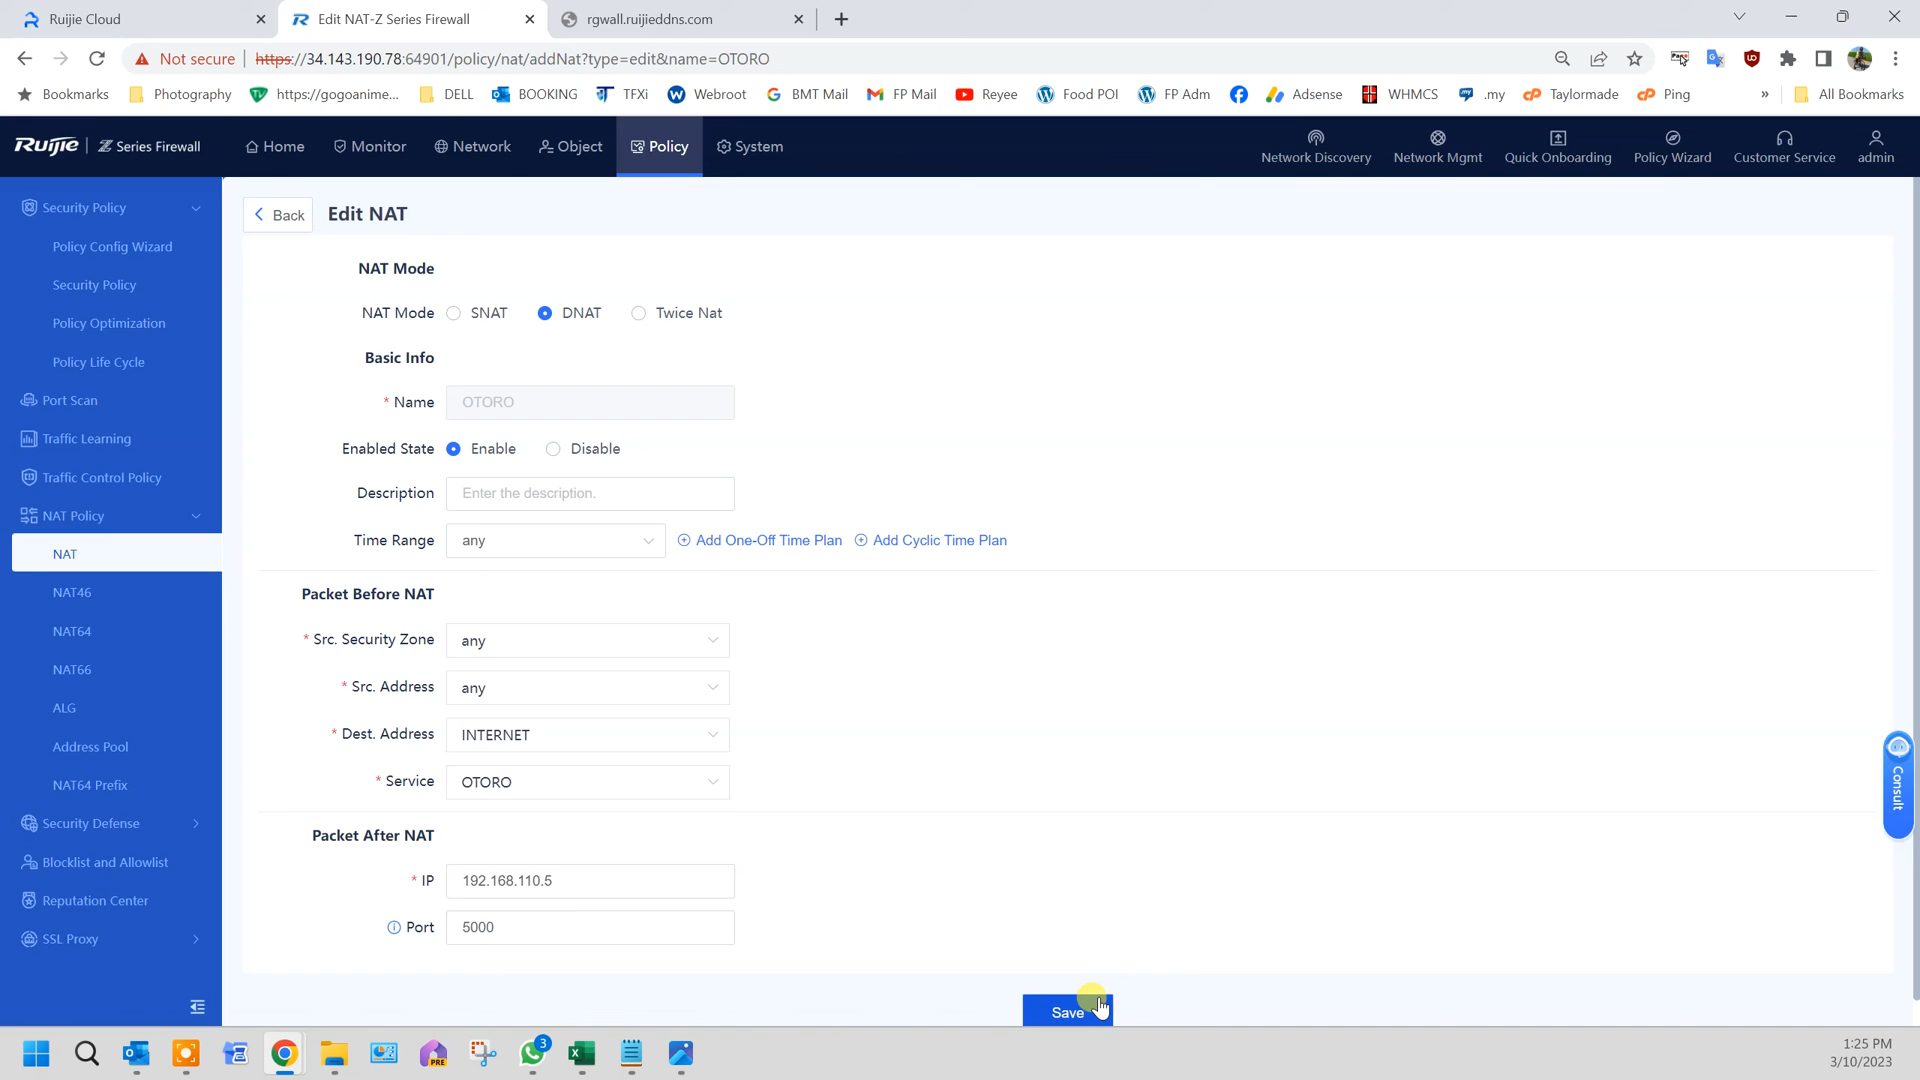 Ruijie Cloud
Edit NAT-Z Series Firewall
rgwall.ruijieddns.com
Not secure
https://34.143.190.78:64901/policy/nat/addNat?type=edit&name=OTORO
Bookmarks
Photography
https://gogoanime...
DELL
BOOKING
TFXi
Webroot
BMT Mail
FP Mail
Reyee
Food POI
FP Adm
Adsense
WHMCS
.my
Taylormade
Ping
»
All Bookmarks
Ruijie
Z Series Firewall
Home
Monitor
Network
Object
Policy
System
Network Discovery
Network Mgmt
Quick Onboarding
Policy Wizard
Customer Service
admin
Security Policy
Policy Config Wizard
Security Policy
Policy Optimization
Policy Life Cycle
Port Scan
Traffic Learning
Traffic Control Policy
NAT Policy
NAT
NAT46
NAT64
NAT66
ALG
Address Pool
NAT64 Prefix
Security Defense
Blocklist and Allowlist
Reputation Center
SSL Proxy
Back
Edit NAT
NAT Mode
NAT Mode SNAT DNAT Twice Nat
Basic Info
* Name OTORO
Enabled State Enable Disable
Description Enter the description.
Time Range any Add One-Off Time Plan Add Cyclic Time Plan
Packet Before NAT
* Src. Security Zone any
* Src. Address any
* Dest. Address INTERNET
* Service OTORO
Packet After NAT
* IP 192.168.110.5
Port 5000
Save
Consult
PRE
3
1:25 PM
3/10/2023